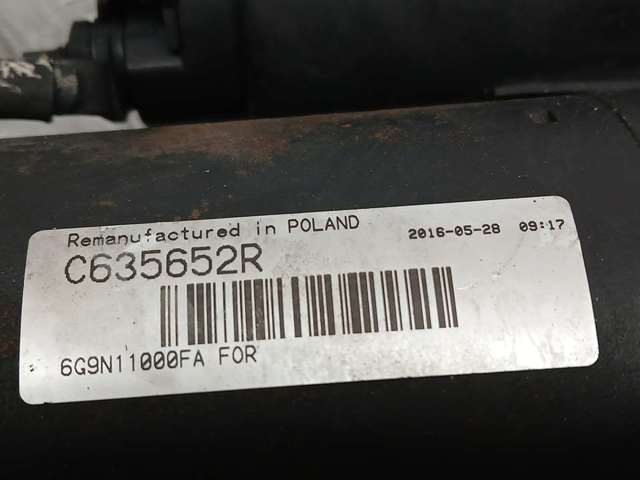 Remanufactured in POLAND 2016-05-28 09:17
C635652R
6G9N11000FA FOR